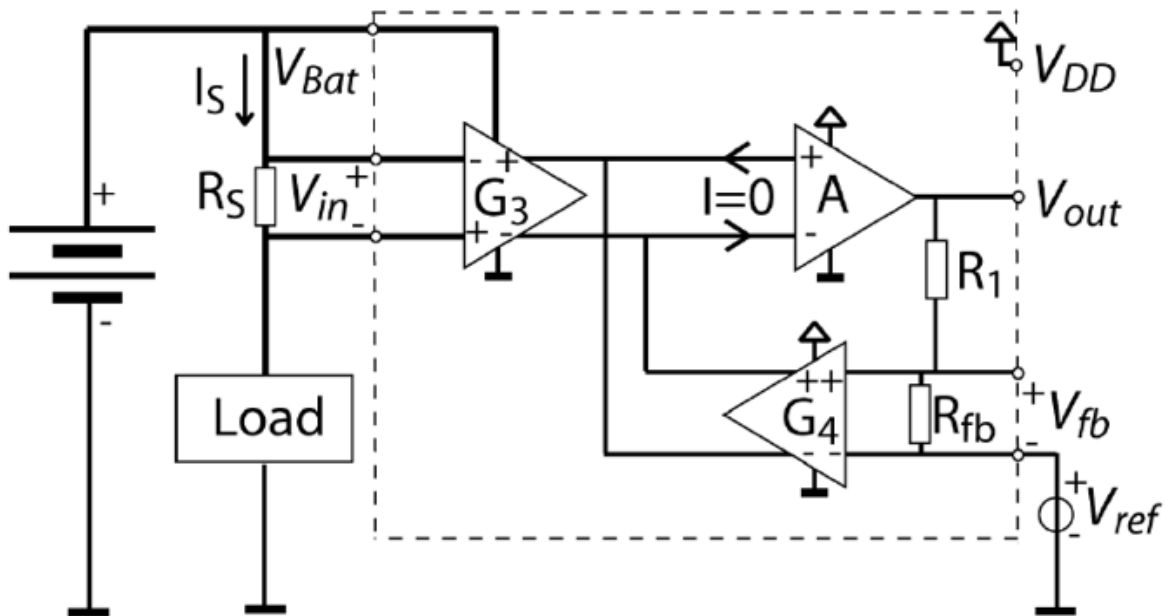 V_Bat
V_DD
I_S
R_S
+
V_in
+
-
- +
G_3
+ -
I=0
+
A
-
V_out
R_1
+
-
Load
+ +
G_4
- -
R_fb
+
V_fb
-
+
V_ref
-